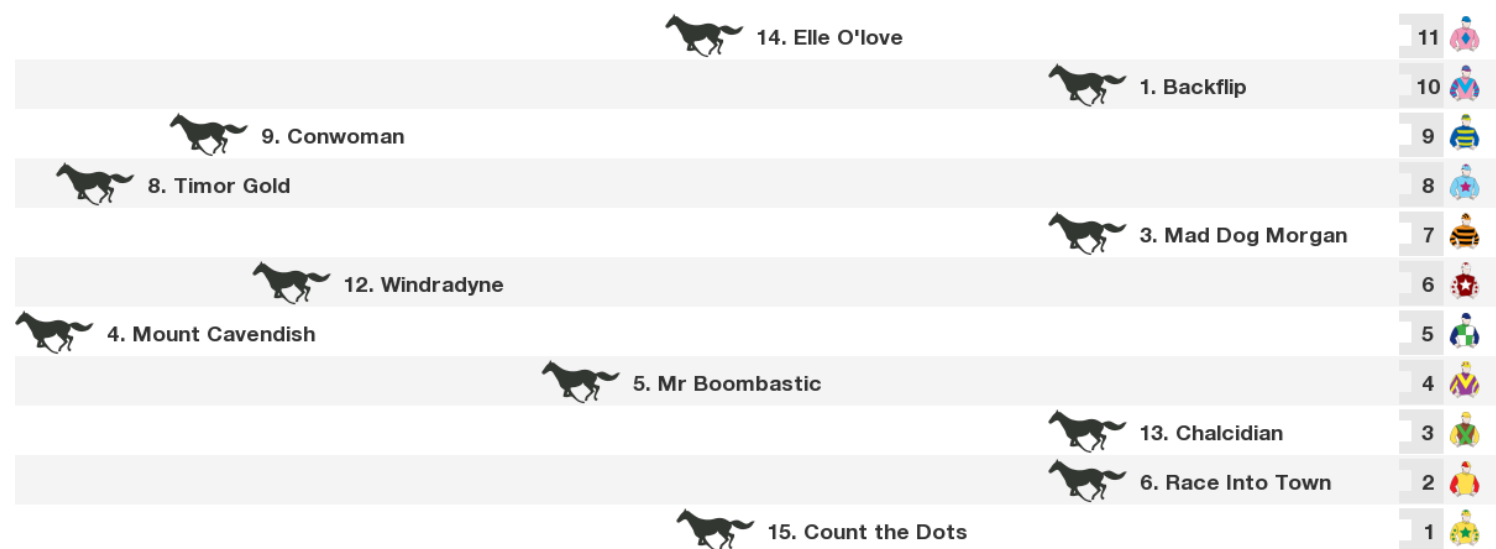 14. Elle O'love 11
1. Backflip 10
9. Conwoman 9
8. Timor Gold 8
3. Mad Dog Morgan 7
12. Windradyne 6
4. Mount Cavendish 5
5. Mr Boombastic 4
13. Chalcidian 3
6. Race Into Town 2
15. Count the Dots 1